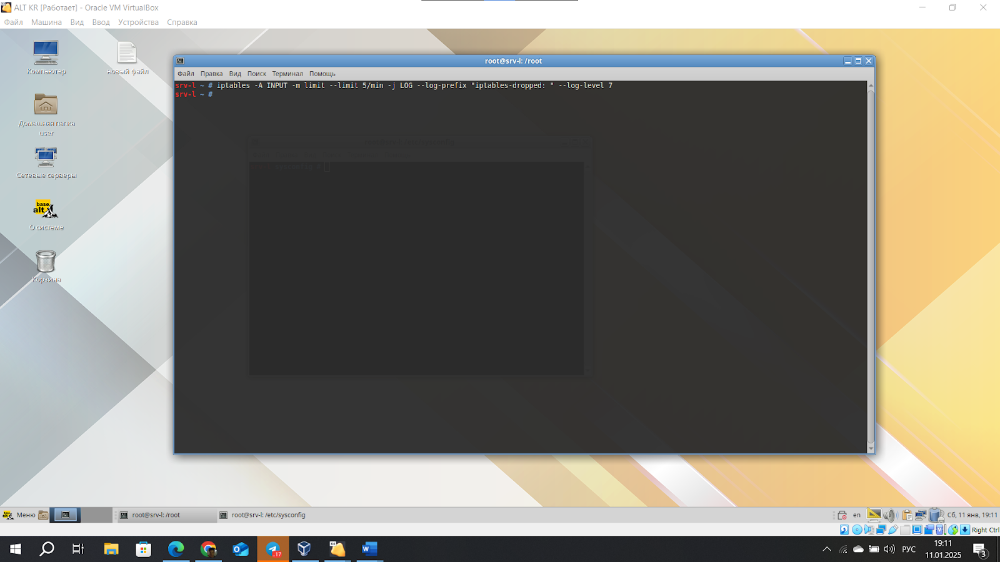 ALT KR [Работает] - Oracle VM VirtualBox
Файл Машина Вид Ввод Устройства Справка
Компьютер
новый файл
Домашняя папка
user
Сетевые серверы
base
alt
О системе
Корзина
root@srv-l: /root
Файл Правка Вид Поиск Терминал Помощь
srv-l ~ # iptables -A INPUT -m limit --limit 5/min -j LOG --log-prefix "iptables-dropped: " --log-level 7
srv-l ~ #
Меню
root@srv-l: /root
root@srv-l: /etc/sysconfig
en
Сб, 11 янв, 19:11
Right Ctrl
..17
РУС
19:11
11.01.2025
3